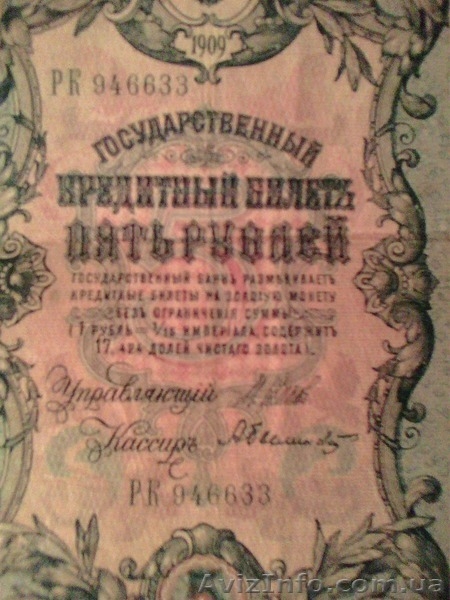 1909
РК 946633
ГОСУДАРСТВЕННЫЙ
КРЕДИТНЫЙ БИЛЕТЪ
ПЯТЬ РУБЛЕЙ
ГОСУДАРСТВЕННЫЙ БАНКЪ РАЗМѢНИВАЕТЪ
КРЕДИТНЫЕ БИЛЕТЫ НА ЗОЛОТУЮ МОНЕТУ
БЕЗЪ ОГРАНИЧЕНІЯ СУММЫ
(1 РУБЛЬ = 1/15 ИМПЕРІАЛА, СОДЕРЖИТЪ
17,424 ДОЛЕЙ ЧИСТАГО ЗОЛОТА).
Управляющій
Кассиръ
РК 946633
1909
AvizInfo.com.ua